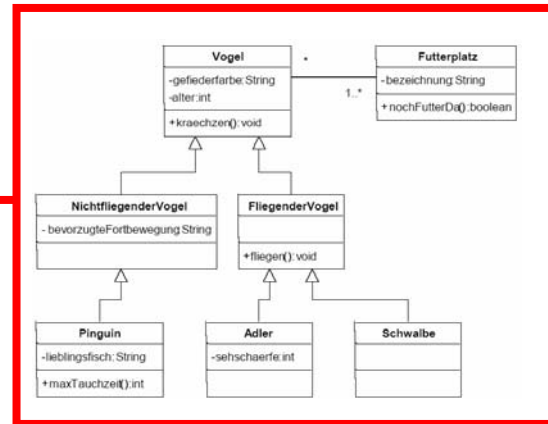 Vogel
-gefiederfarbe:String
-alter:int
+kraechzen():void
*
1..*
Futterplatz
-bezeichnung:String
+nochFutterDa():boolean
NichtfliegenderVogel
- bevorzugteFortbewegung:String
FliegenderVogel
+fliegen():void
Pinguin
-lieblingsfisch:String
+maxTauchzeit():int
Adler
-sehschaerfe:int
Schwalbe